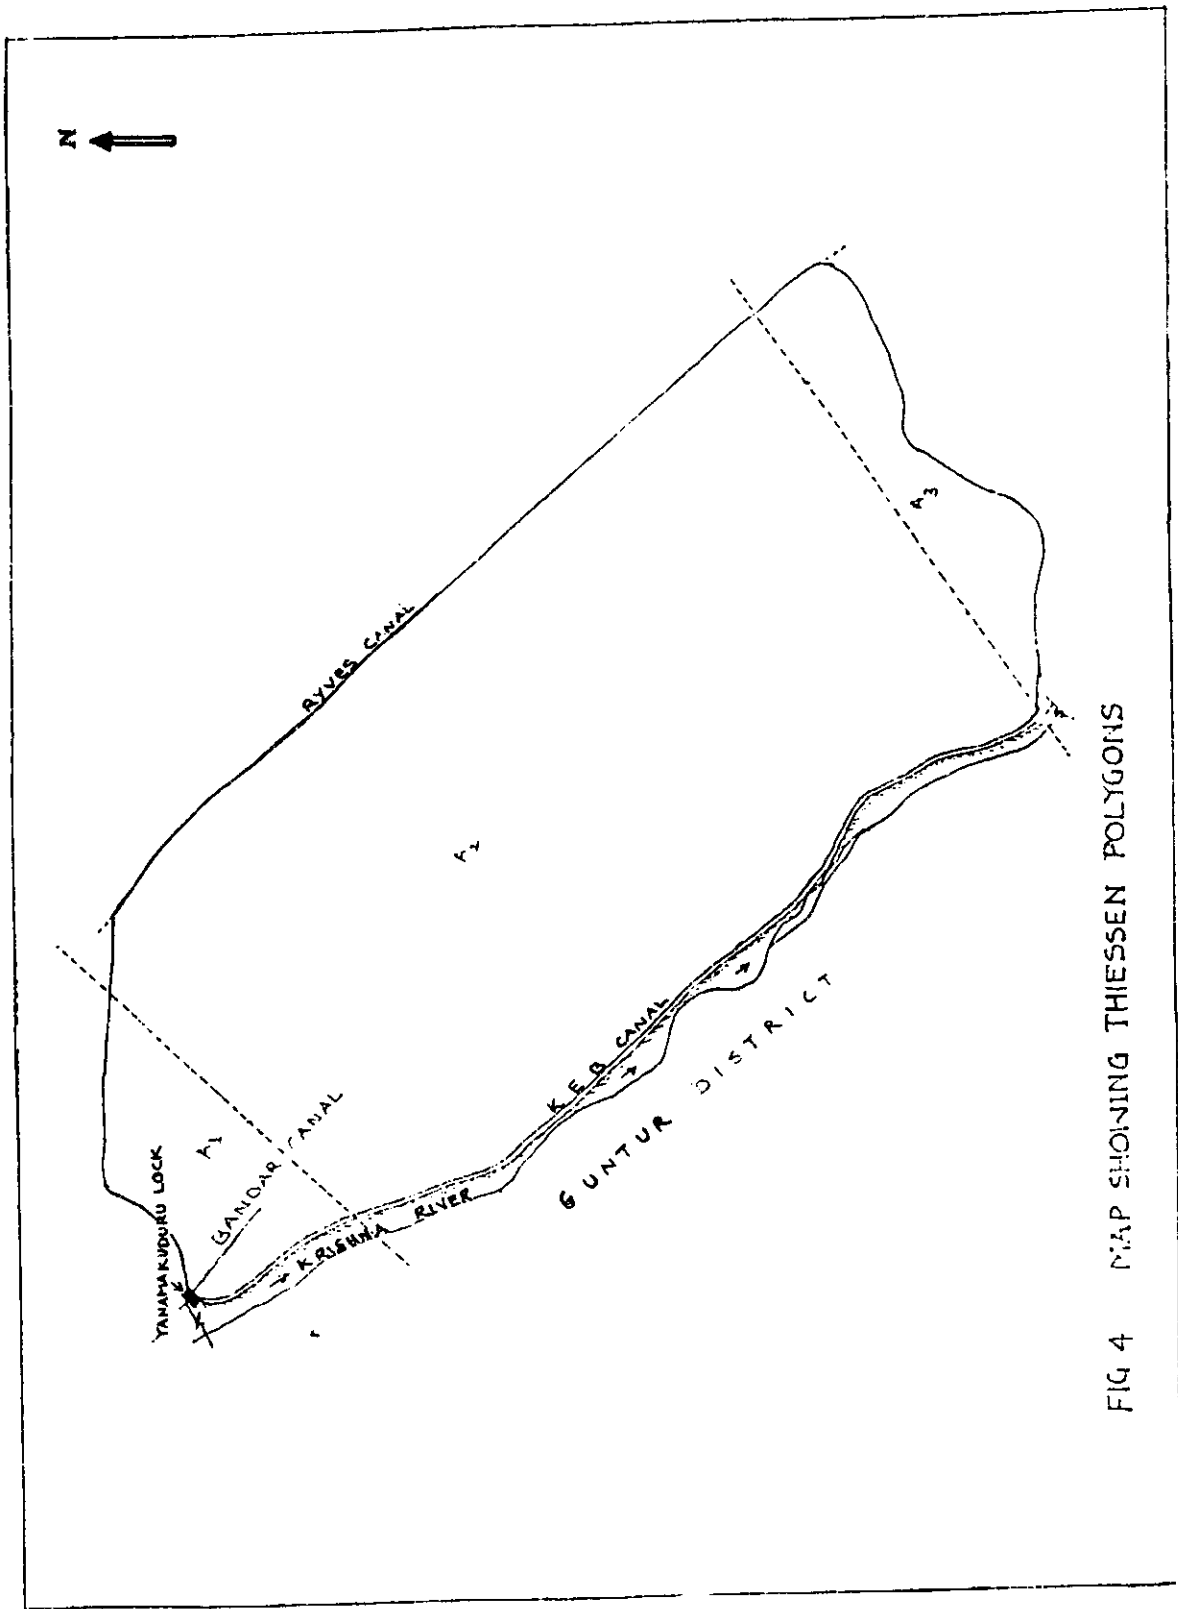 N
YANAMAKUDURU LOCK
A1
BANDAR CANAL
RYVES CANAL
A2
KRISHNA RIVER
K E B CANAL
GUNTUR DISTRICT
A3
FIG 4 MAP SHOWING THIESSEN POLYGONS